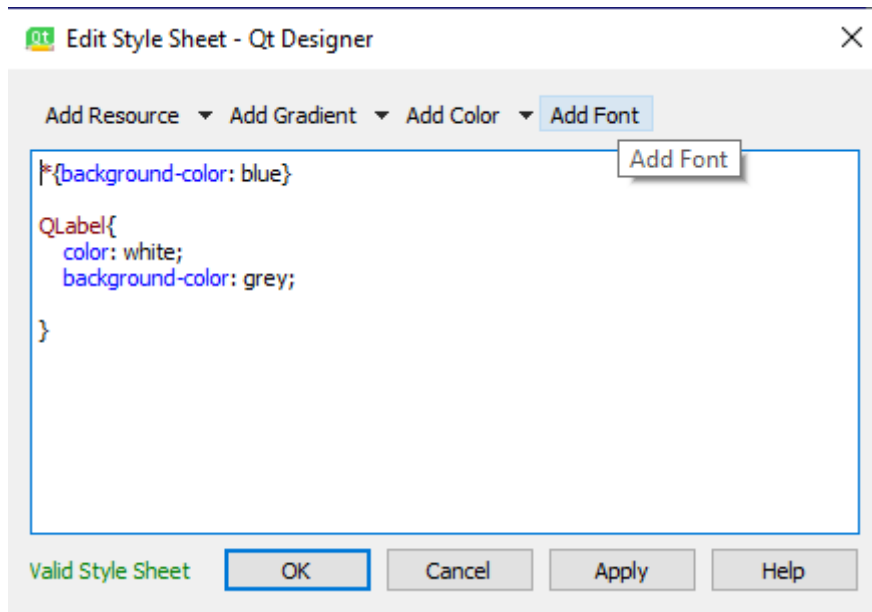 Qt Edit Style Sheet - Qt Designer
Add Resource Add Gradient Add Color Add Font
Add Font
*{background-color: blue}
QLabel{
color: white;
background-color: grey;
}
Valid Style Sheet OK Cancel Apply Help